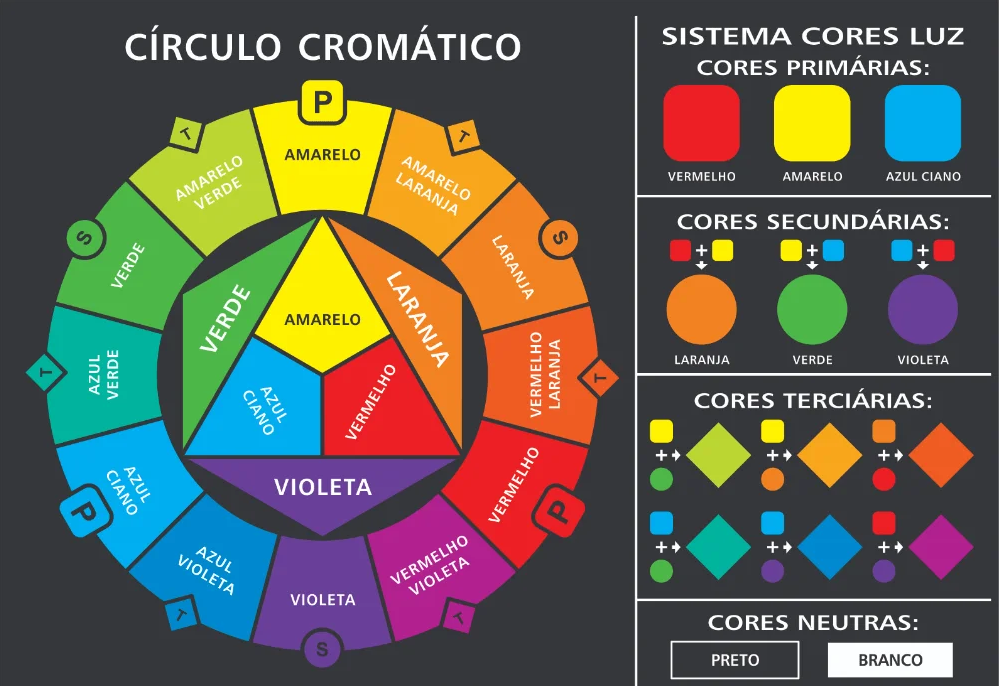 CÍRCULO CROMÁTICO
P
AMARELO
T
AMARELO
LARANJA
S
LARANJA
T
VERMELHO
LARANJA
P
VERMELHO
T
VERMELHO
VIOLETA
S
VIOLETA
T
AZUL
VIOLETA
P
AZUL
CIANO
T
AZUL
VERDE
S
VERDE
T
AMARELO
VERDE
VERDE
LARANJA
VIOLETA
AMARELO
AZUL
CIANO
VERMELHO
SISTEMA CORES LUZ
CORES PRIMÁRIAS:
VERMELHO
AMARELO
AZUL CIANO
CORES SECUNDÁRIAS:
+ + +
LARANJA
VERDE
VIOLETA
CORES TERCIÁRIAS:
+ + +
+ + +
CORES NEUTRAS:
PRETO
BRANCO